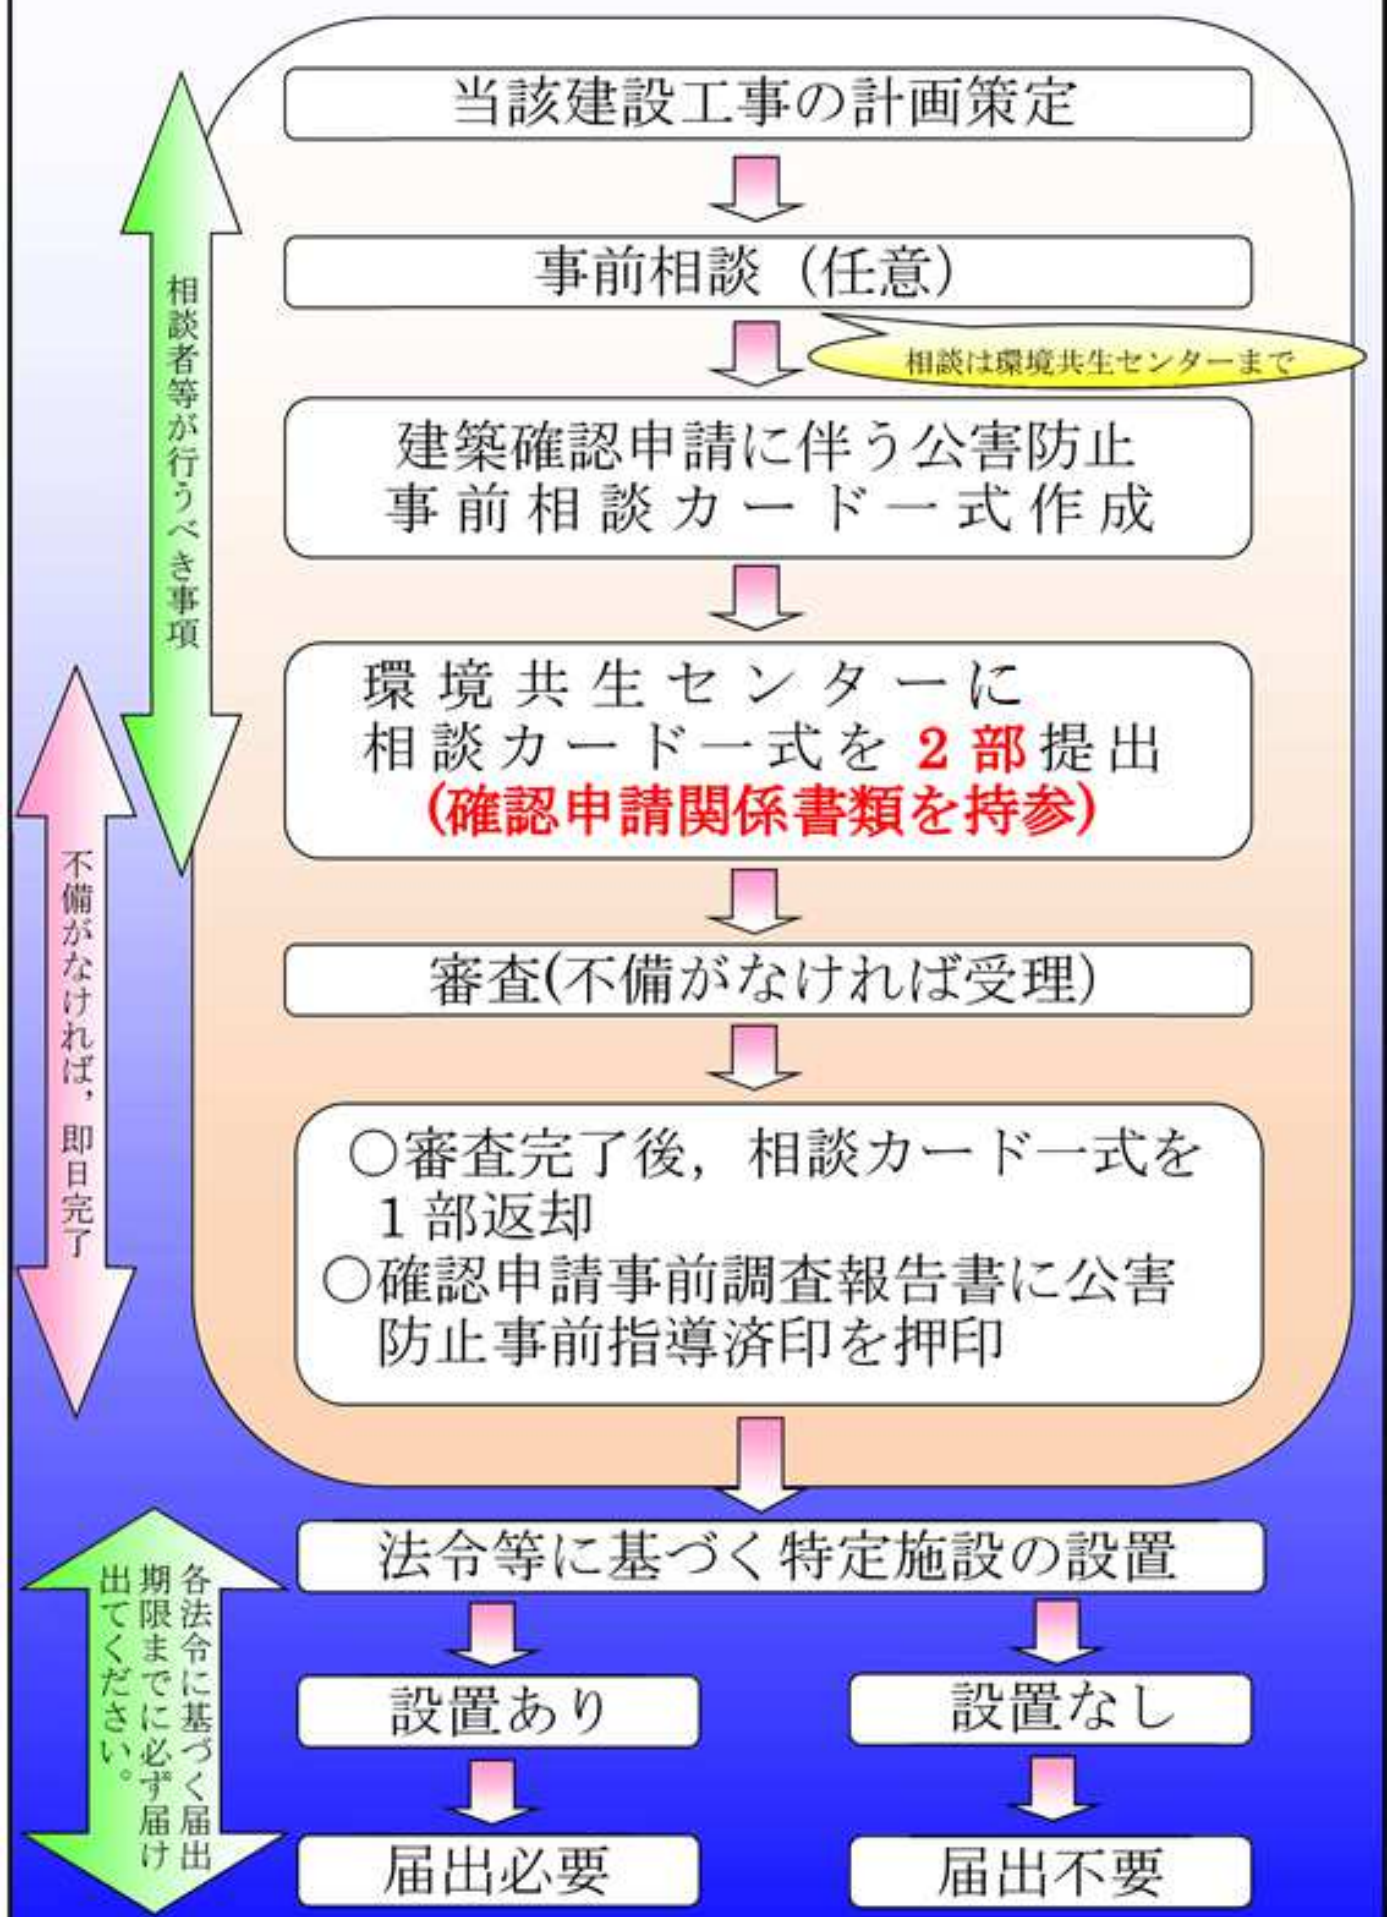 当該建設工事の計画策定
事前相談（任意）
相談は環境共生センターまで
建築確認申請に伴う公害防止
事前相談カード一式作成
環境共生センターに
相談カード一式を2部提出
(確認申請関係書類を持参)
審査(不備がなければ受理)
○審査完了後，相談カード一式を
1部返却
○確認申請事前調査報告書に公害
防止事前指導済印を押印
相談者等が行うべき事項
不備がなければ，即日完了
法令等に基づく特定施設の設置
設置あり
設置なし
届出必要
届出不要
各法令に基づく届出
期限までに必ず届け
出てください。